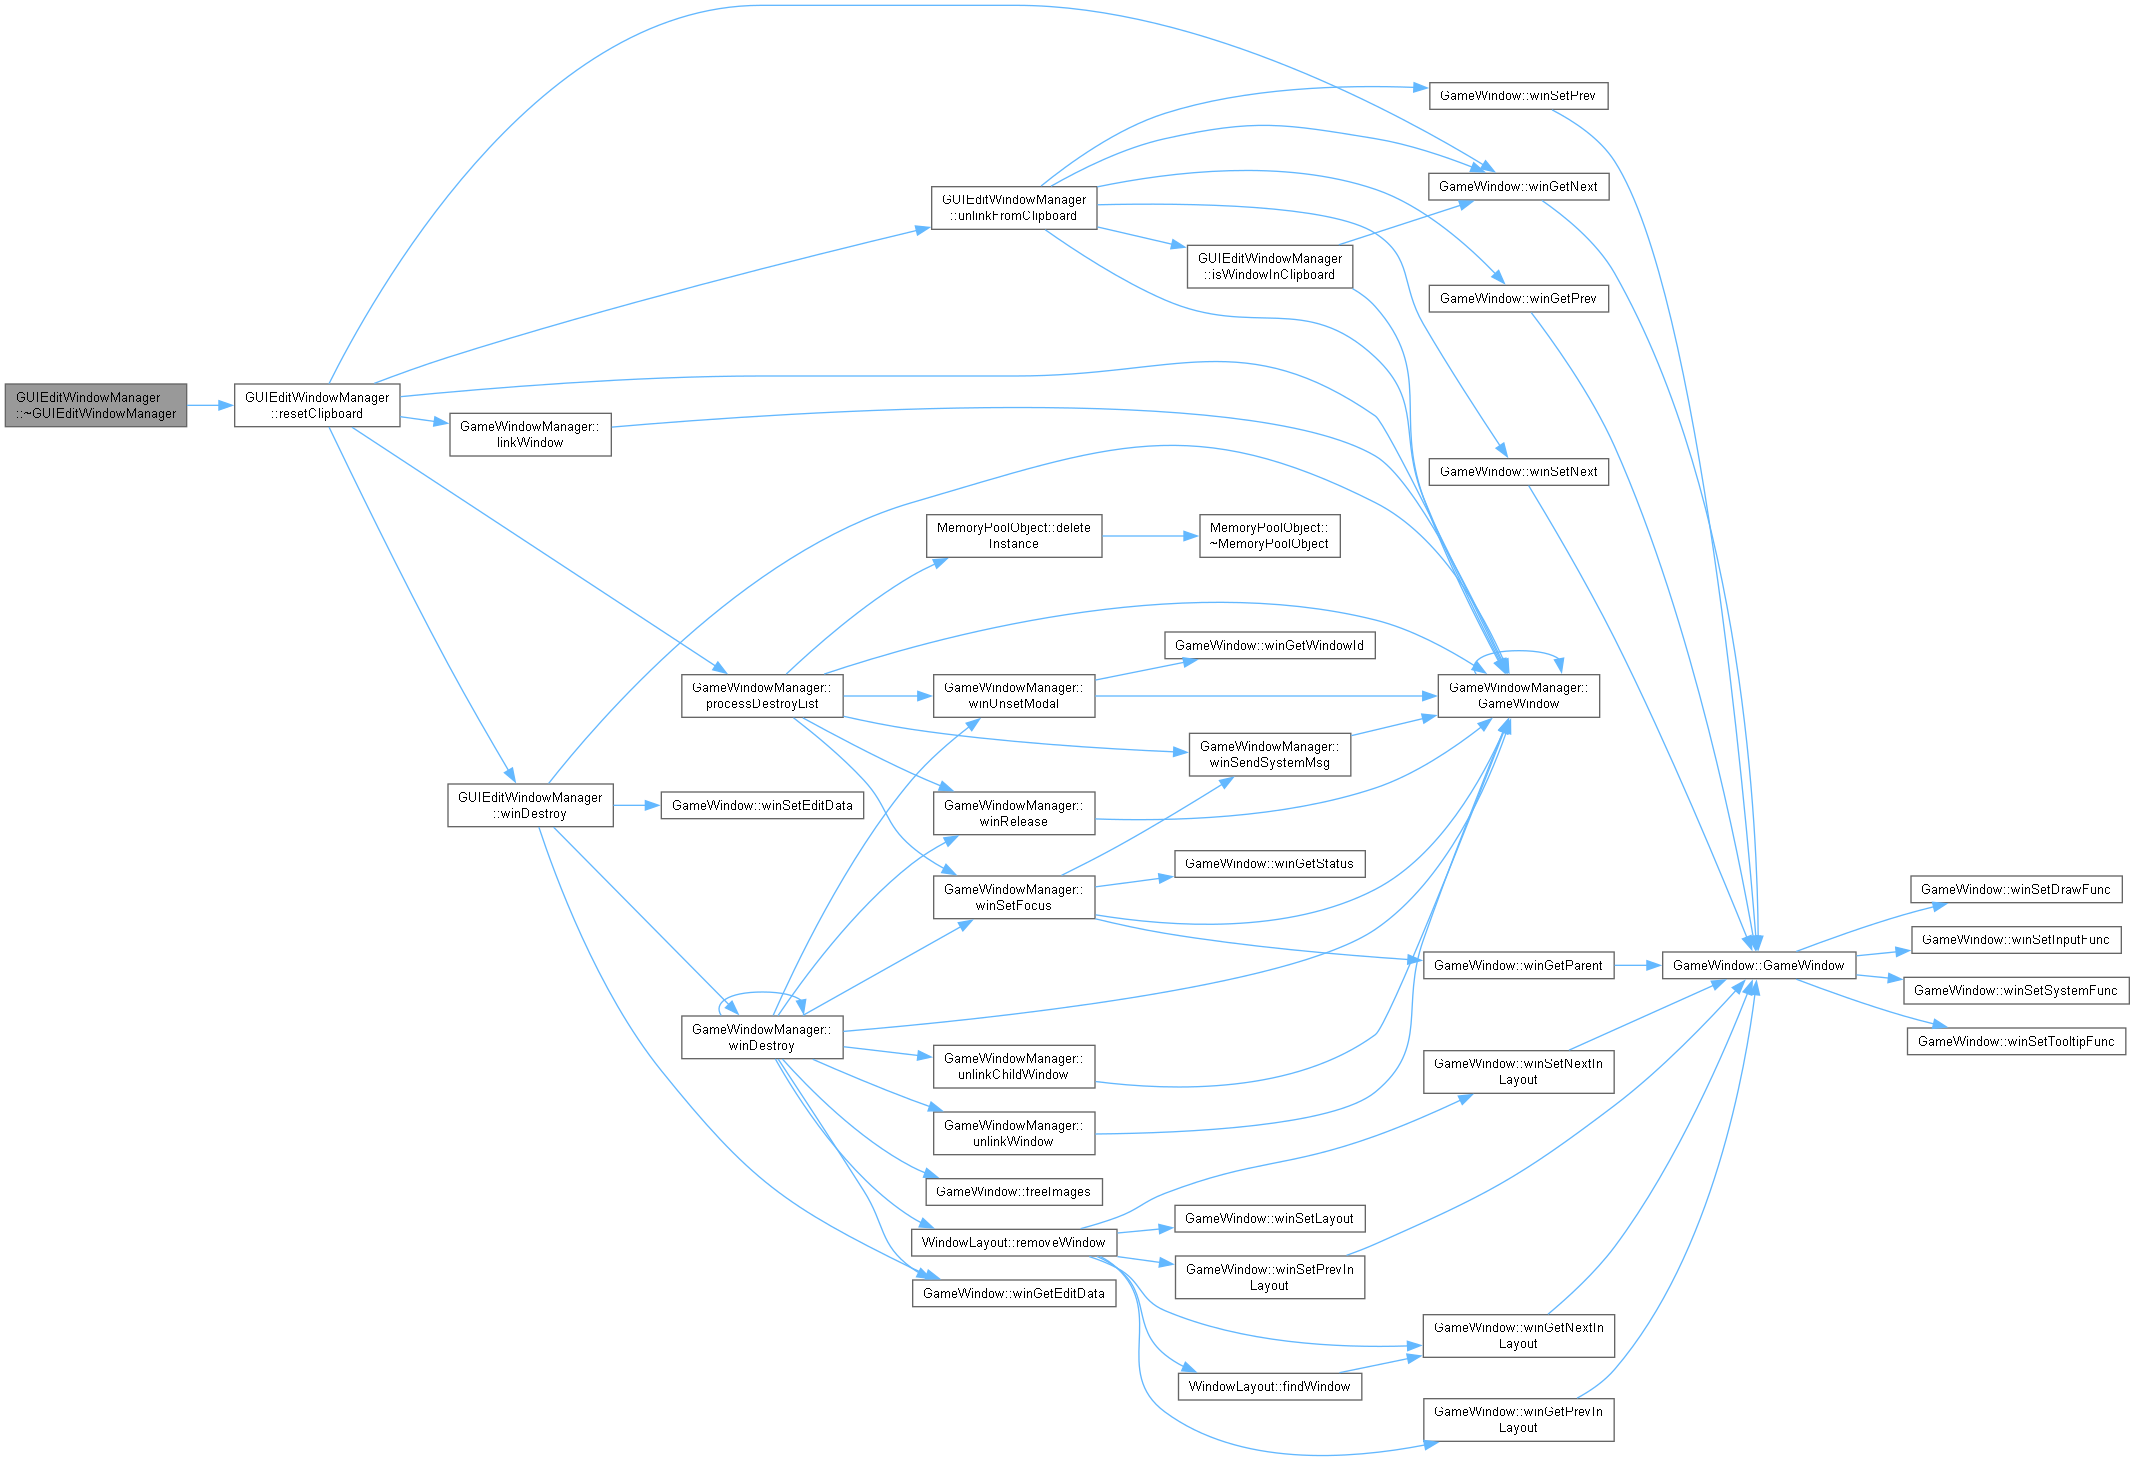 GUIEditWindowManager
::~GUIEditWindowManager
GUIEditWindowManager
::resetClipboard
GameWindowManager::
linkWindow
GUIEditWindowManager
::winDestroy
GameWindowManager::
processDestroyList
GameWindow::winSetEditData
GameWindowManager::
winDestroy
GUIEditWindowManager
::unlinkFromClipboard
MemoryPoolObject::delete
Instance
GameWindowManager::
winUnsetModal
GameWindowManager::
winRelease
GameWindowManager::
winSetFocus
GameWindowManager::
unlinkChildWindow
GameWindowManager::
unlinkWindow
GameWindow::freeImages
WindowLayout::removeWindow
GameWindow::winGetEditData
GUIEditWindowManager
::isWindowInClipboard
MemoryPoolObject::
~MemoryPoolObject
GameWindow::winGetWindowId
GameWindowManager::
winSendSystemMsg
GameWindow::winGetStatus
GameWindow::winSetLayout
GameWindow::winSetPrevIn
Layout
WindowLayout::findWindow
GameWindow::winSetPrev
GameWindow::winGetNext
GameWindow::winGetPrev
GameWindow::winSetNext
GameWindowManager::
GameWindow
GameWindow::winGetParent
GameWindow::winSetNextIn
Layout
GameWindow::winGetNextIn
Layout
GameWindow::winGetPrevIn
Layout
GameWindow::GameWindow
GameWindow::winSetDrawFunc
GameWindow::winSetInputFunc
GameWindow::winSetSystemFunc
GameWindow::winSetTooltipFunc